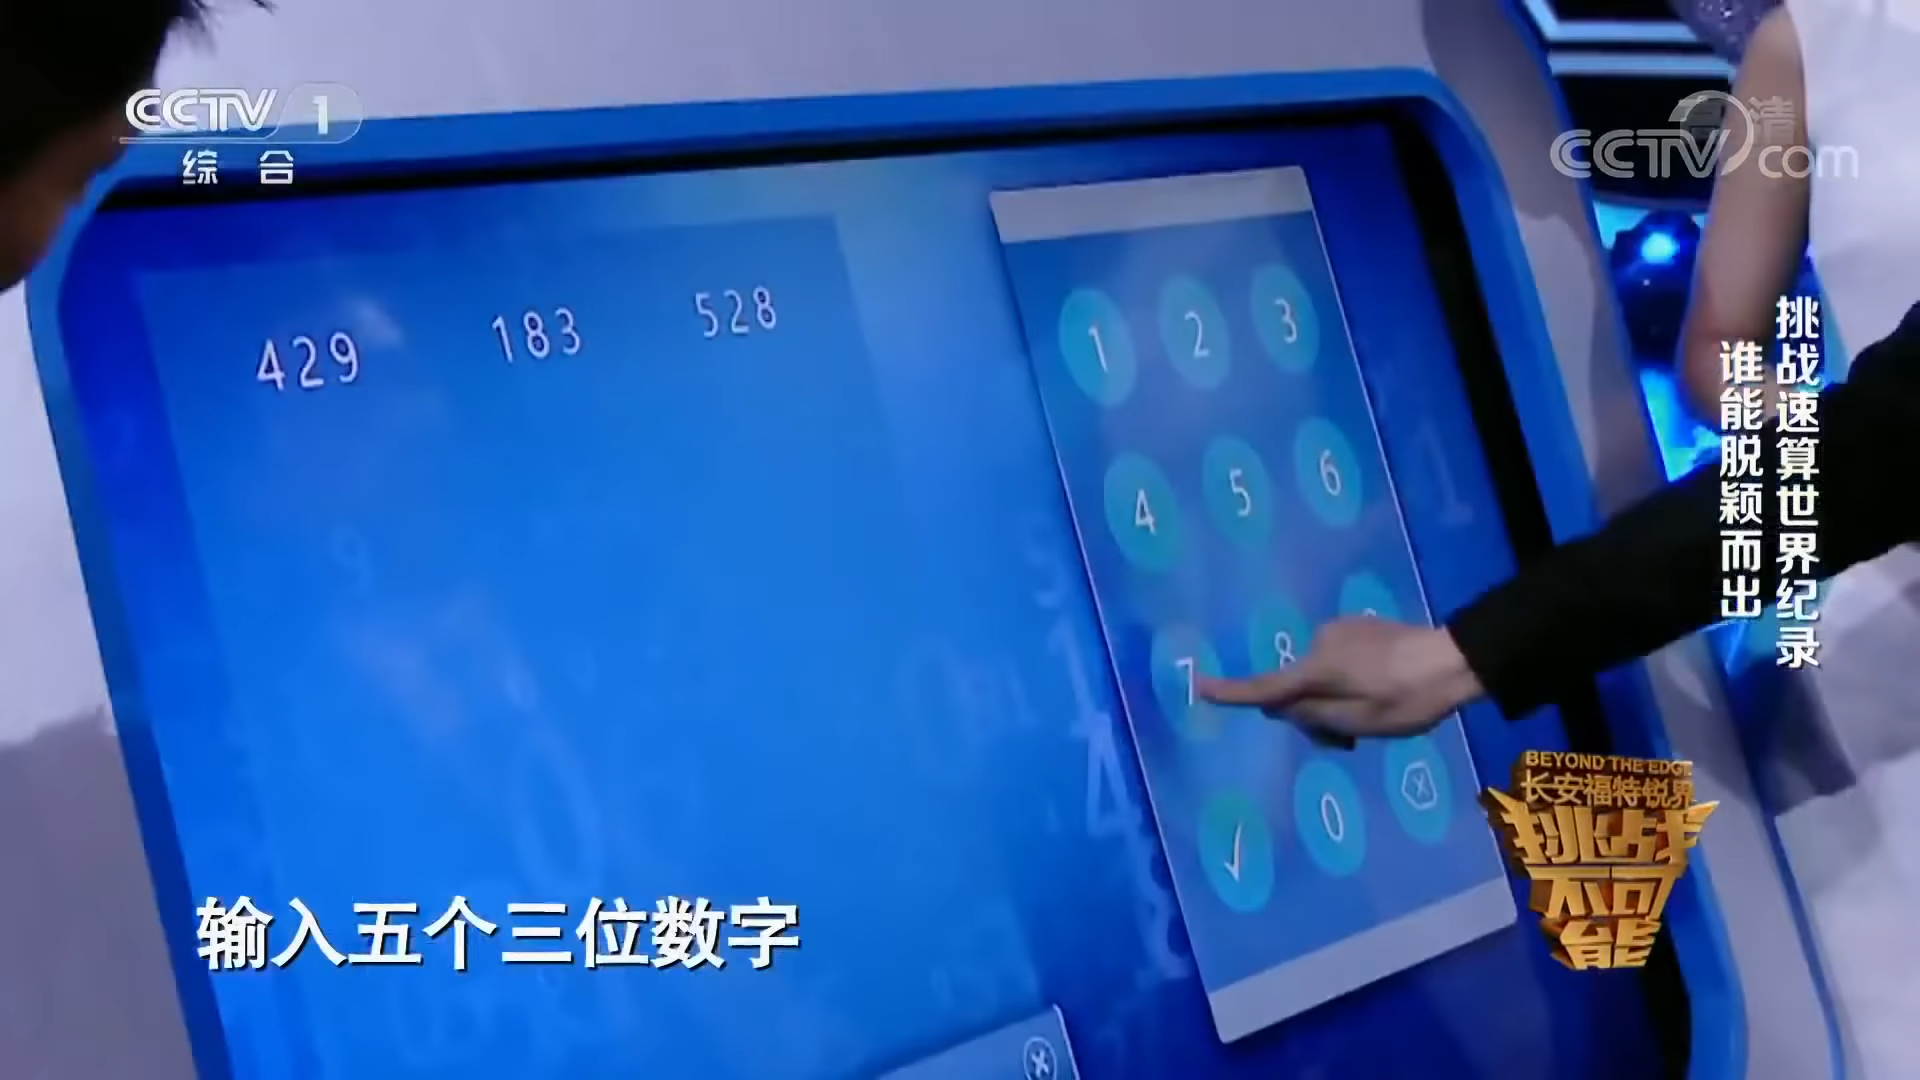 CCTV 1
综合
高清
CCTV.com
429 183 528
1 2 3
4 5 6
7 8
✓ 0
挑战速算世界纪录
谁能脱颖而出
BEYOND THE EDGE
长安福特锐界
挑战
不可
能
输入五个三位数字